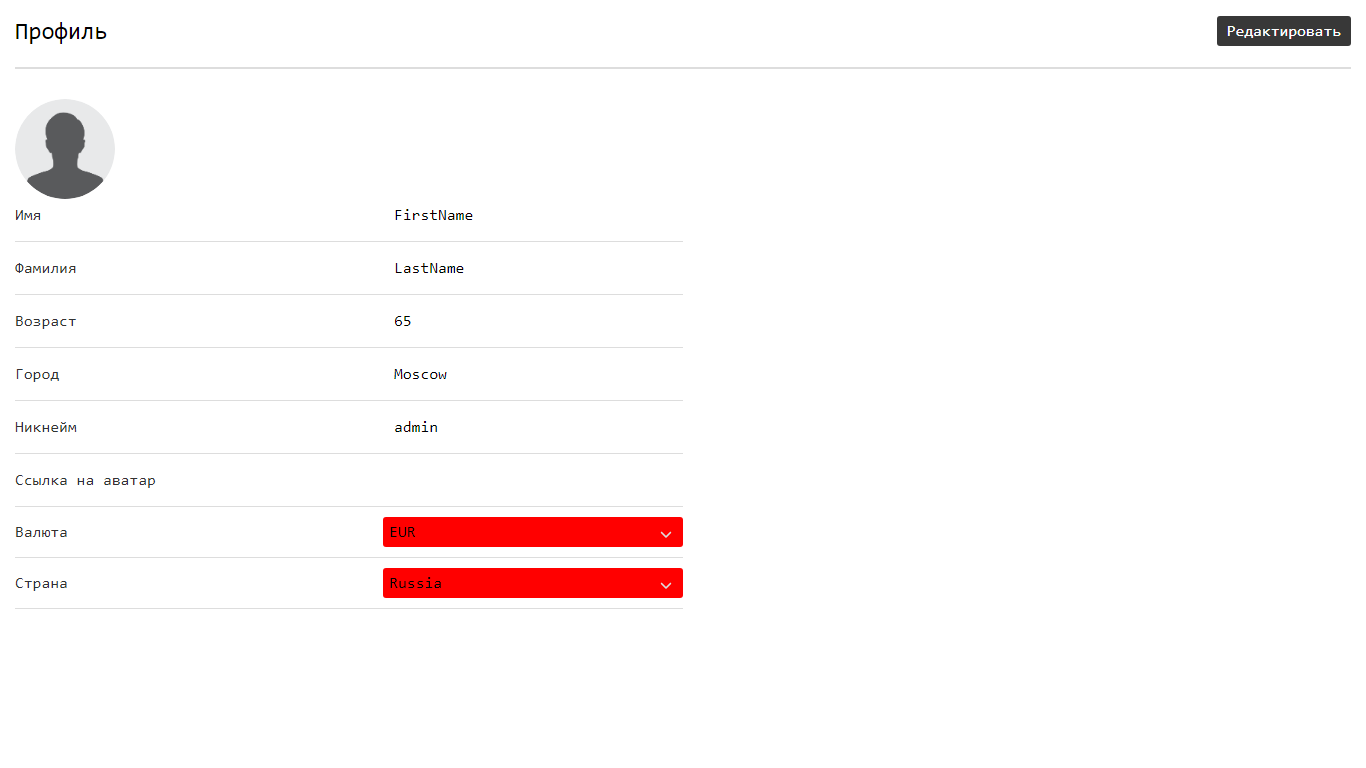 Профиль
Редактировать
Имя FirstName
Фамилия LastName
Возраст 65
Город Moscow
Никнейм admin
Ссылка на аватар
Валюта EUR
Страна Russia